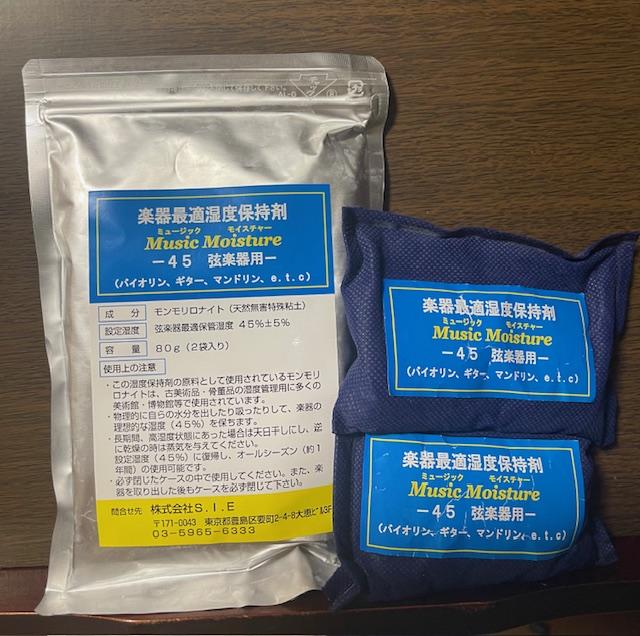 楽器最適湿度保持剤
ミュージック モイスチャー
Music Moisture
－45 弦楽器用－
(バイオリン、ギター、マンドリン、e.t.c)
成分 モンモリロナイト（天然無害特殊粘土）
設定湿度 弦楽器最適保管湿度 45%±5%
容量 80g（2袋入り）
使用上の注意
・この湿度保持剤の原料として使用されているモンモリ
ロナイトは、古美術品・骨董品の湿度管理用に多くの
美術館・博物館等で使用されています。
・物理的に自らの水分を出したり吸ったりして、楽器の
理想的な湿度（45%）を保ちます。
・長期間、高湿度状態にあった場合は天日干しにし、逆
に乾燥の時は蒸気を与えてください。
設定湿度（45%）に復帰し、オールシーズン（約1
年間）の使用可能です。
・必ず閉じたケースの中で使用してください。また、楽
器を取り出した後もケースを必ず閉じて下さい。
問合せ先 株式会社S.I.E
〒171-0043 東京都豊島区要町2-4-8大恵ビル3F
03-5965-6333
楽器最適湿度保持剤
ミュージック モイスチャー
Music Moisture
－45 弦楽器用－
(バイオリン、ギター、マンドリン、e.t.c)
楽器最適湿度保持剤
ミュージック モイスチャー
Music Moisture
－45 弦楽器用－
(バイオリン、ギター、マンドリン、e.t.c)